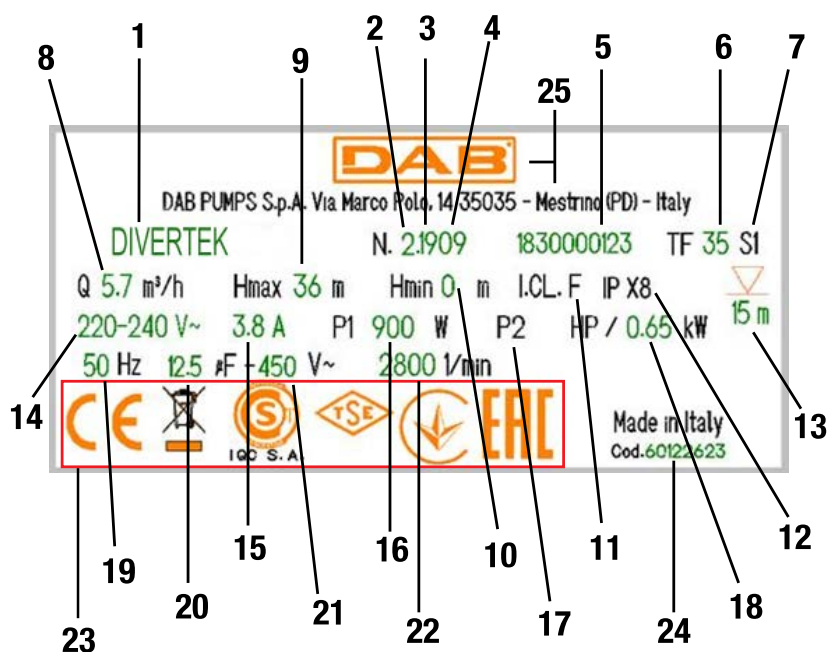 1
2
3
4
5
6
7
8
9
25
DAB
DAB PUMPS S.p.A. Via Marco Polo, 14 35035 - Mestrino (PD) - Italy
DIVERTEK N. 2.1909 1830000123 TF 35 S1
Q 5.7 m³/h Hmax 36 m Hmin 0 m I.CL. F IP X8
220-240 V~ 3.8 A P1 900 W P2 HP / 0.65 kW 15 m
50 Hz 12.5 µF - 450 V~ 2800 1/min
CE
IQC S.A.
TSE
EAC
Made in Italy
Cod.60122623
14
13
23
19
20
15
21
16
22
10
17
11
24
18
12